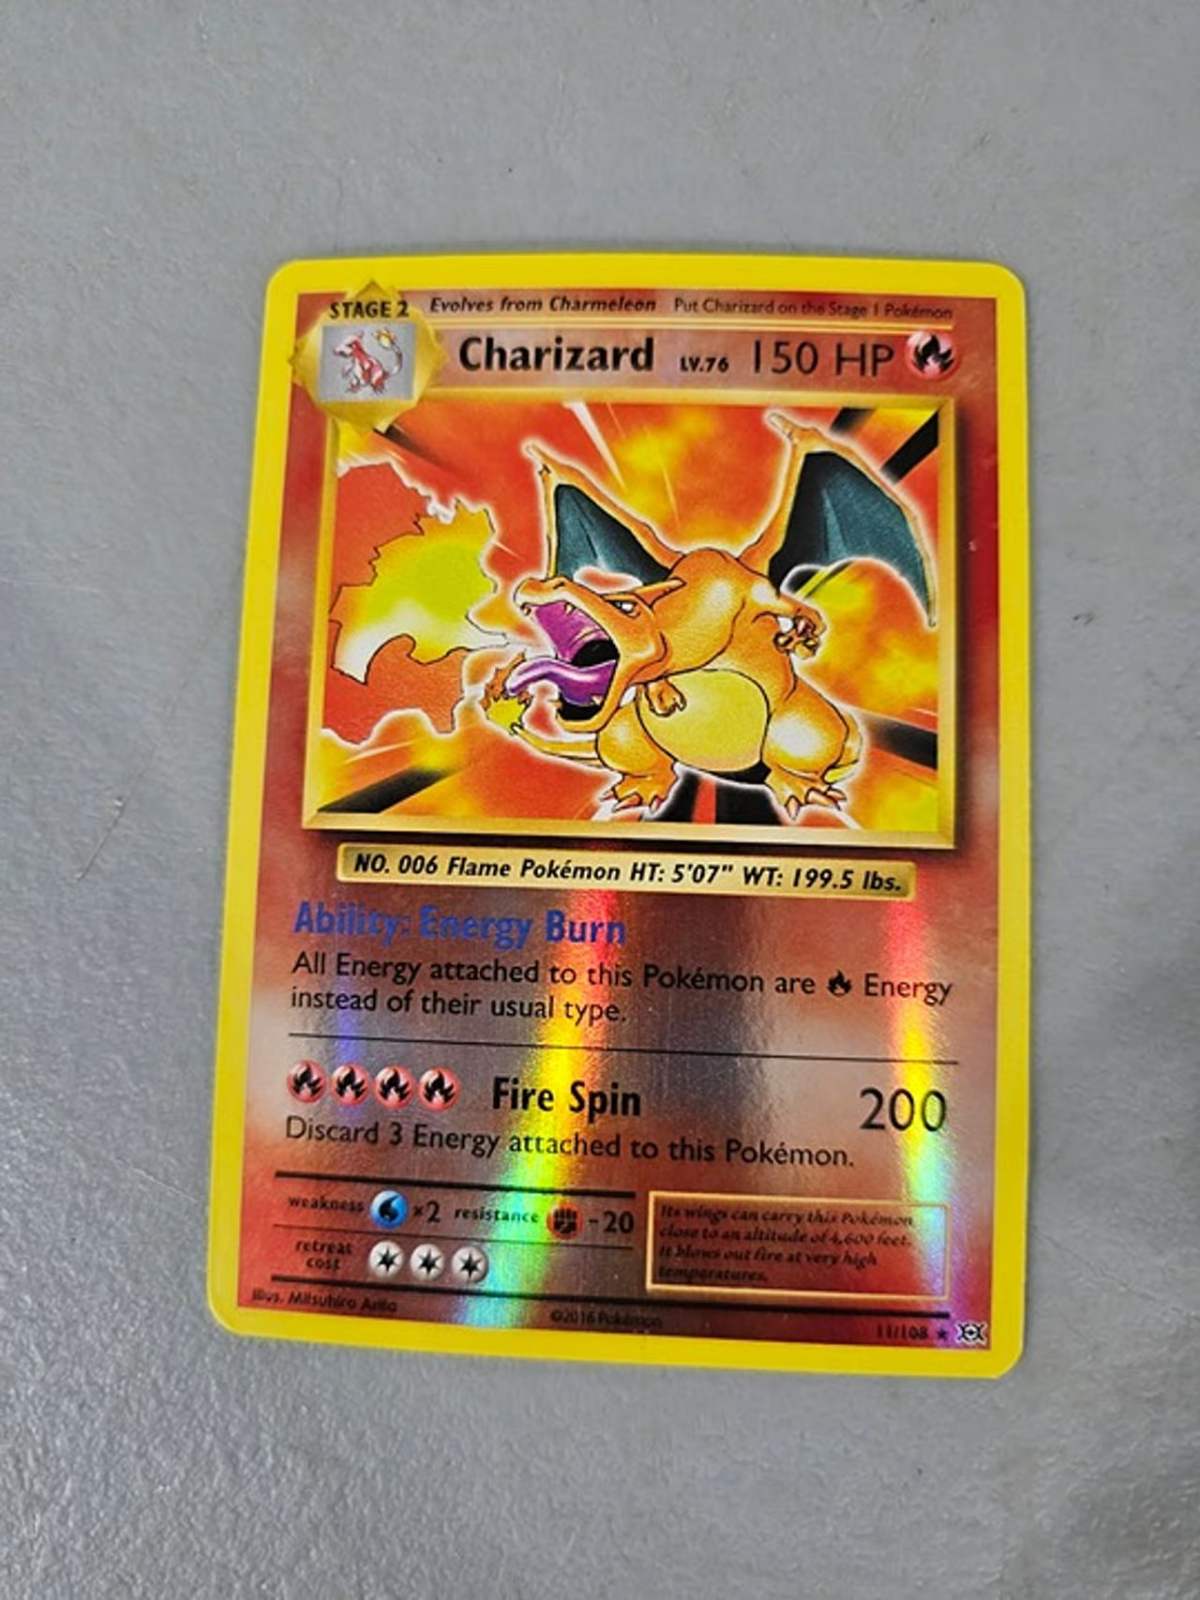 STAGE 2 Evolves from Charmeleon Put Charizard on the Stage 1 Pokémon
Charizard LV.76 150 HP
NO. 006 Flame Pokémon HT: 5'07" WT: 199.5 lbs.
Ability: Energy Burn
All Energy attached to this Pokémon are Energy
instead of their usual type.
Fire Spin 200
Discard 3 Energy attached to this Pokémon.
weakness ×2 resistance -20
retreat
cost
Its wings can carry this Pokémon
close to an altitude of 4,600 feet.
It blows out fire at very high
temperatures.
Illus. Mitsuhiro Arita
©2016 Pokémon
11/108